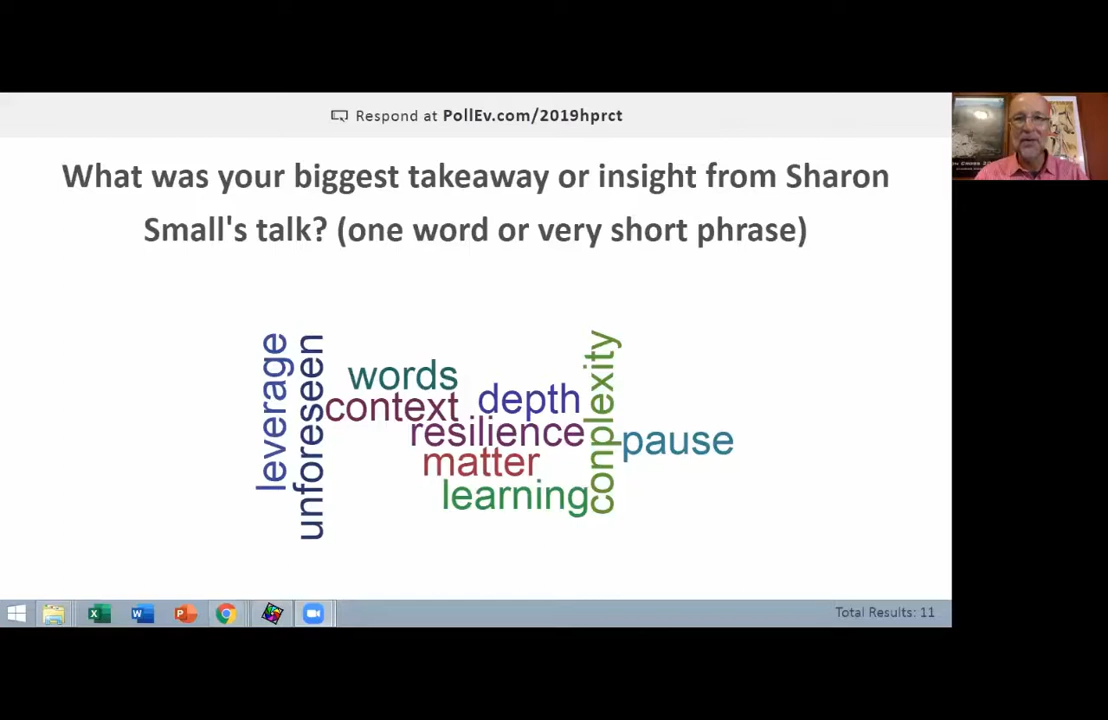 Respond at PollEv.com/2019hprct
What was your biggest takeaway or insight from Sharon
Small's talk? (one word or very short phrase)
leverage
unforeseen
words
context
depth
resilience
matter
learning
conplexity
pause
Total Results: 11